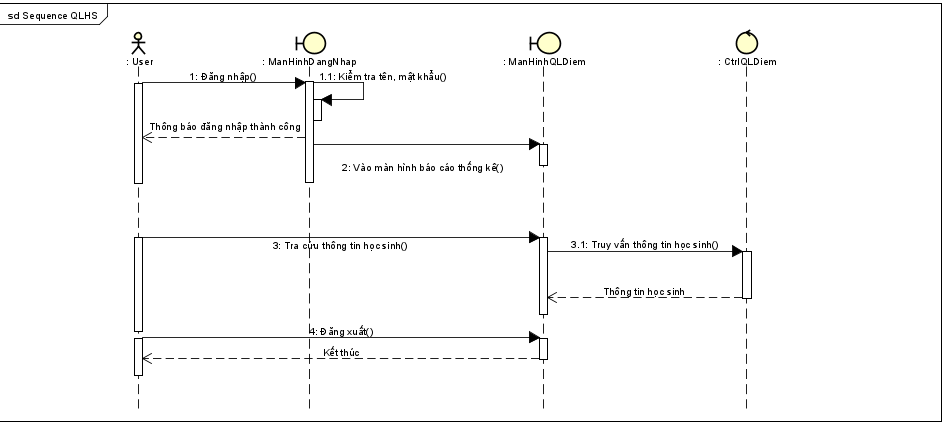 sd Sequence QLHS
: User
: ManHinhDangNhap
: ManHinhQLDiem
: CtrlQLDiem
1: Đăng nhập()
1.1: Kiểm tra tên, mật khẩu()
Thông báo đăng nhập thành công
2: Vào màn hình báo cáo thống kê()
3: Tra cứu thông tin học sinh()
3.1: Truy vấn thông tin học sinh()
Thông tin học sinh
4: Đăng xuất()
Kết thúc